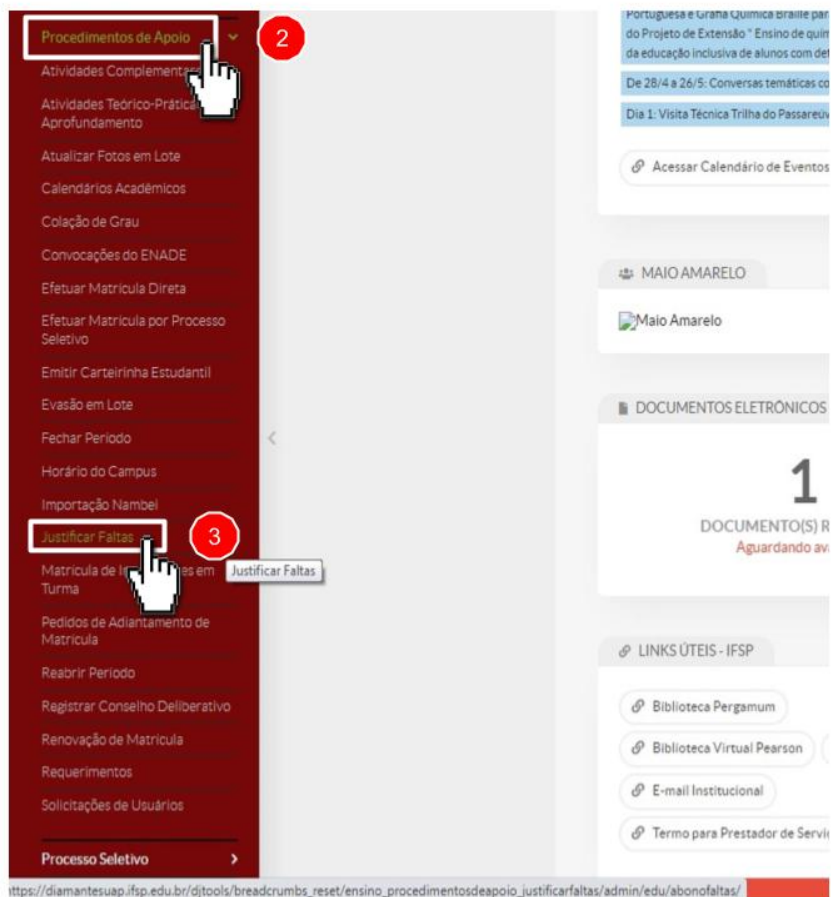 Procedimentos de Apoio
2
Atividades
Atividades
Aprofundamento
Atualizar Fotos em Lote
Calendários Acadêmicos
Colação de Grau
Convocações do ENADE
Efetuar Matrícula Direta
Efetuar Matrícula por Processo
Seletivo
Emitir Carteirinha Estudantil
Evasão em Lote
Fechar Período
Horário do Campus
Importação Nambei
Justificar Faltas
3
Justificar Faltas
Matrícula de em
Turma
Pedidos de Adiantamento de
Matrícula
Reabrir Período
Registrar Conselho Deliberativo
Renovação de Matrícula
Requerimentos
Solicitações de Usuários
Processo Seletivo
https://diamantesuap.ifsp.edu.br/djtools/breadcrumbs_reset/ensino_procedimentosdeapoio_justificarfaltas/admin/edu/abonofaltas/
Portuguesa e Grafia Química Braille par
do Projeto de Extensão " Ensino de quím
da educação inclusiva de alunos com def
De 28/4 a 26/5: Conversas temáticas co
Dia 1: Visita Técnica Trilha do Passareúv
Acessar Calendário de Eventos
MAIO AMARELO
Maio Amarelo
DOCUMENTOS ELETRÔNICOS
1
DOCUMENTO(S) R
Aguardando ava
LINKS ÚTEIS - IFSP
Biblioteca Pergamum
Biblioteca Virtual Pearson
E-mail Institucional
Termo para Prestador de Servi